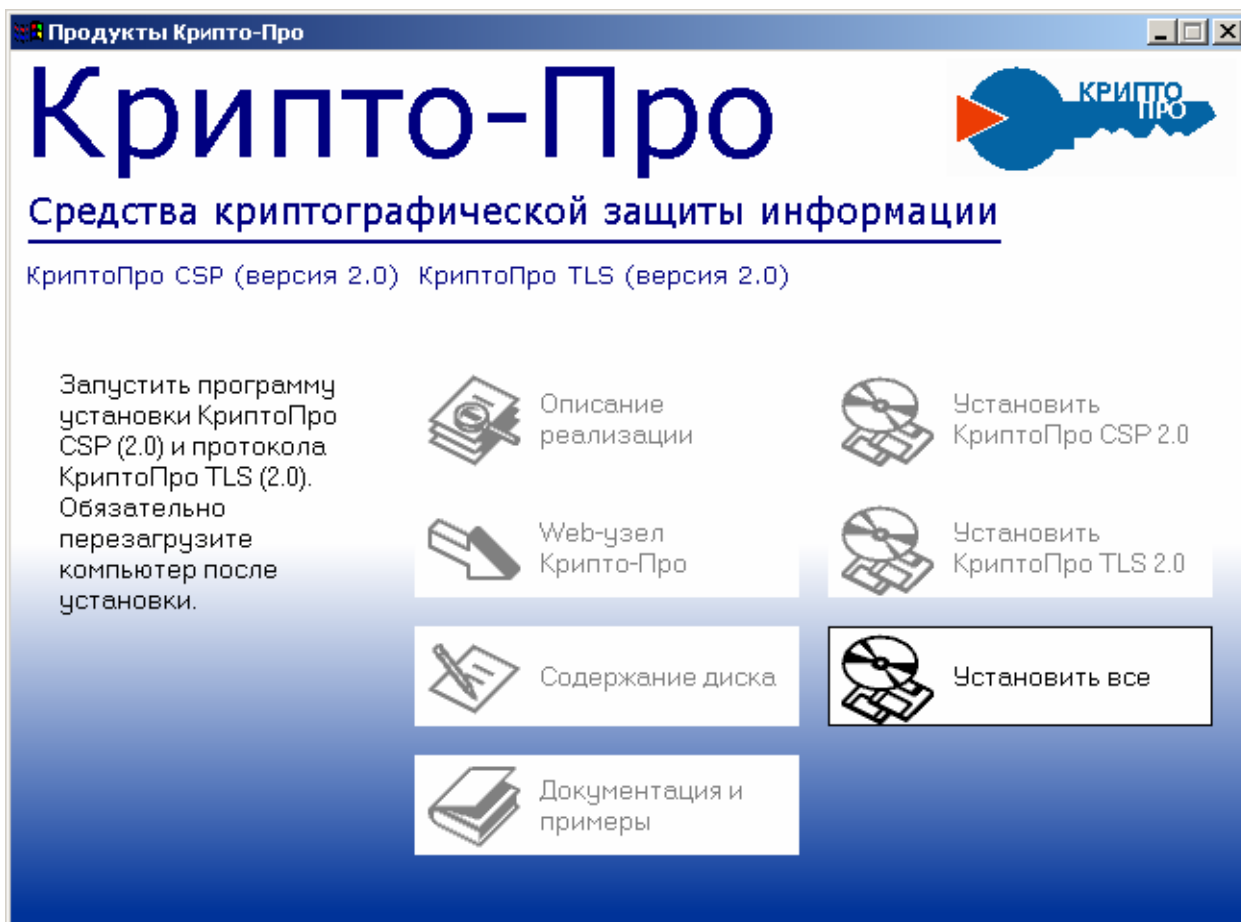 Продукты Крипто-Про
Крипто-Про
КРИПТО
ПРО
Средства криптографической защиты информации
КриптоПро CSP (версия 2.0) КриптоПро TLS (версия 2.0)
Запустить программу
установки КриптоПро
CSP (2.0) и протокола
КриптоПро TLS (2.0).
Обязательно
перезагрузите
компьютер после
установки.
Описание
реализации
Установить
КриптоПро CSP 2.0
Web-узел
Крипто-Про
Установить
КриптоПро TLS 2.0
Содержание диска
Установить все
Документация и
примеры